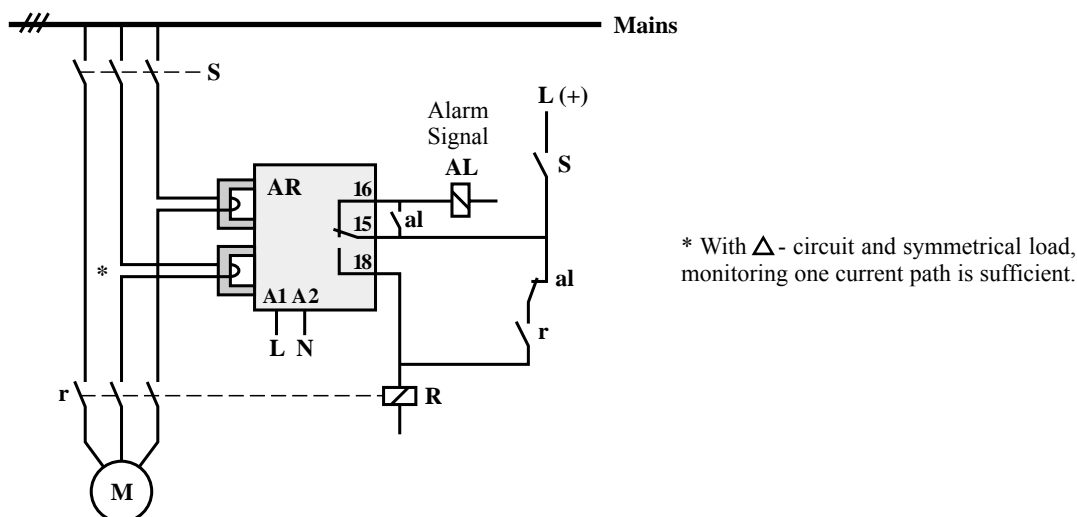 Mains
S
L (+)
Alarm
Signal
AL
S
AR
16
15
al
18
* With Δ - circuit and symmetrical load,
monitoring one current path is sufficient.
*
al
A1 A2
L N
r
r
R
M